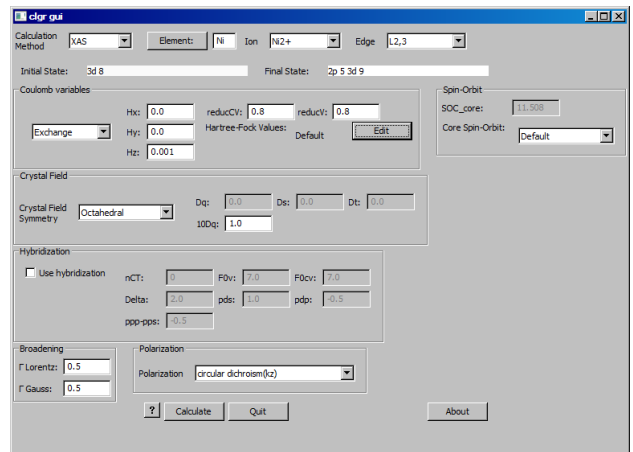 clgr gui
Calculation Method XAS Element: Ni Ion Ni2+ Edge L2,3
Initial State: 3d 8 Final State: 2p 5 3d 9
Coulomb variables Spin-Orbit
Hx: 0.0 reducCV: 0.8 reducV: 0.8 SOC_core: 11.508
Exchange Hy: 0.0 Hartree-Fock Values: Default Edit Core Spin-Orbit: Default
Hz: 0.001
Crystal Field
Crystal Field Symmetry Octahedral Dq: 0.0 Ds: 0.0 Dt: 0.0
10Dq: 1.0
Hybridization
Use hybridization nCT: 0 F0v: 7.0 F0cv: 7.0
Delta: 2.0 pds: 1.0 pdp: -0.5
ppp-pps: -0.5
Broadening Polarization
Γ Lorentz: 0.5 Polarization circular dichroism(kz)
Γ Gauss: 0.5
? Calculate Quit About